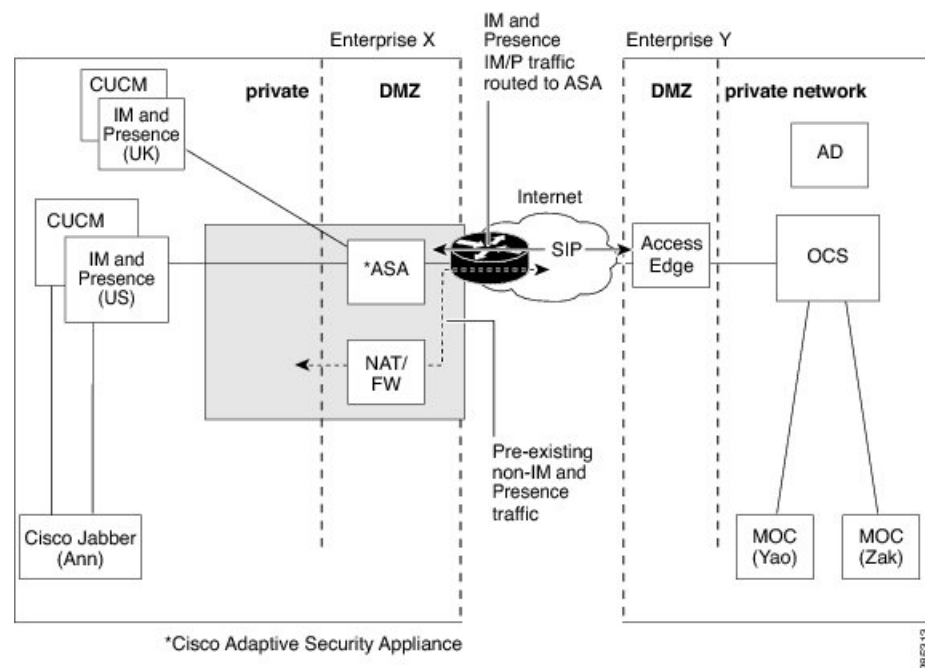 Enterprise X
IM and
Presence
IM/P traffic
routed to ASA
Enterprise Y
CUCM
IM and
Presence
(UK)
private
DMZ
DMZ
private network
AD
CUCM
IM and
Presence
(US)
*ASA
Internet
SIP
Access
Edge
OCS
NAT/
FW
Pre-existing
non-IM and
Presence
traffic
Cisco Jabber
(Ann)
MOC
(Yao)
MOC
(Zak)
*Cisco Adaptive Security Appliance